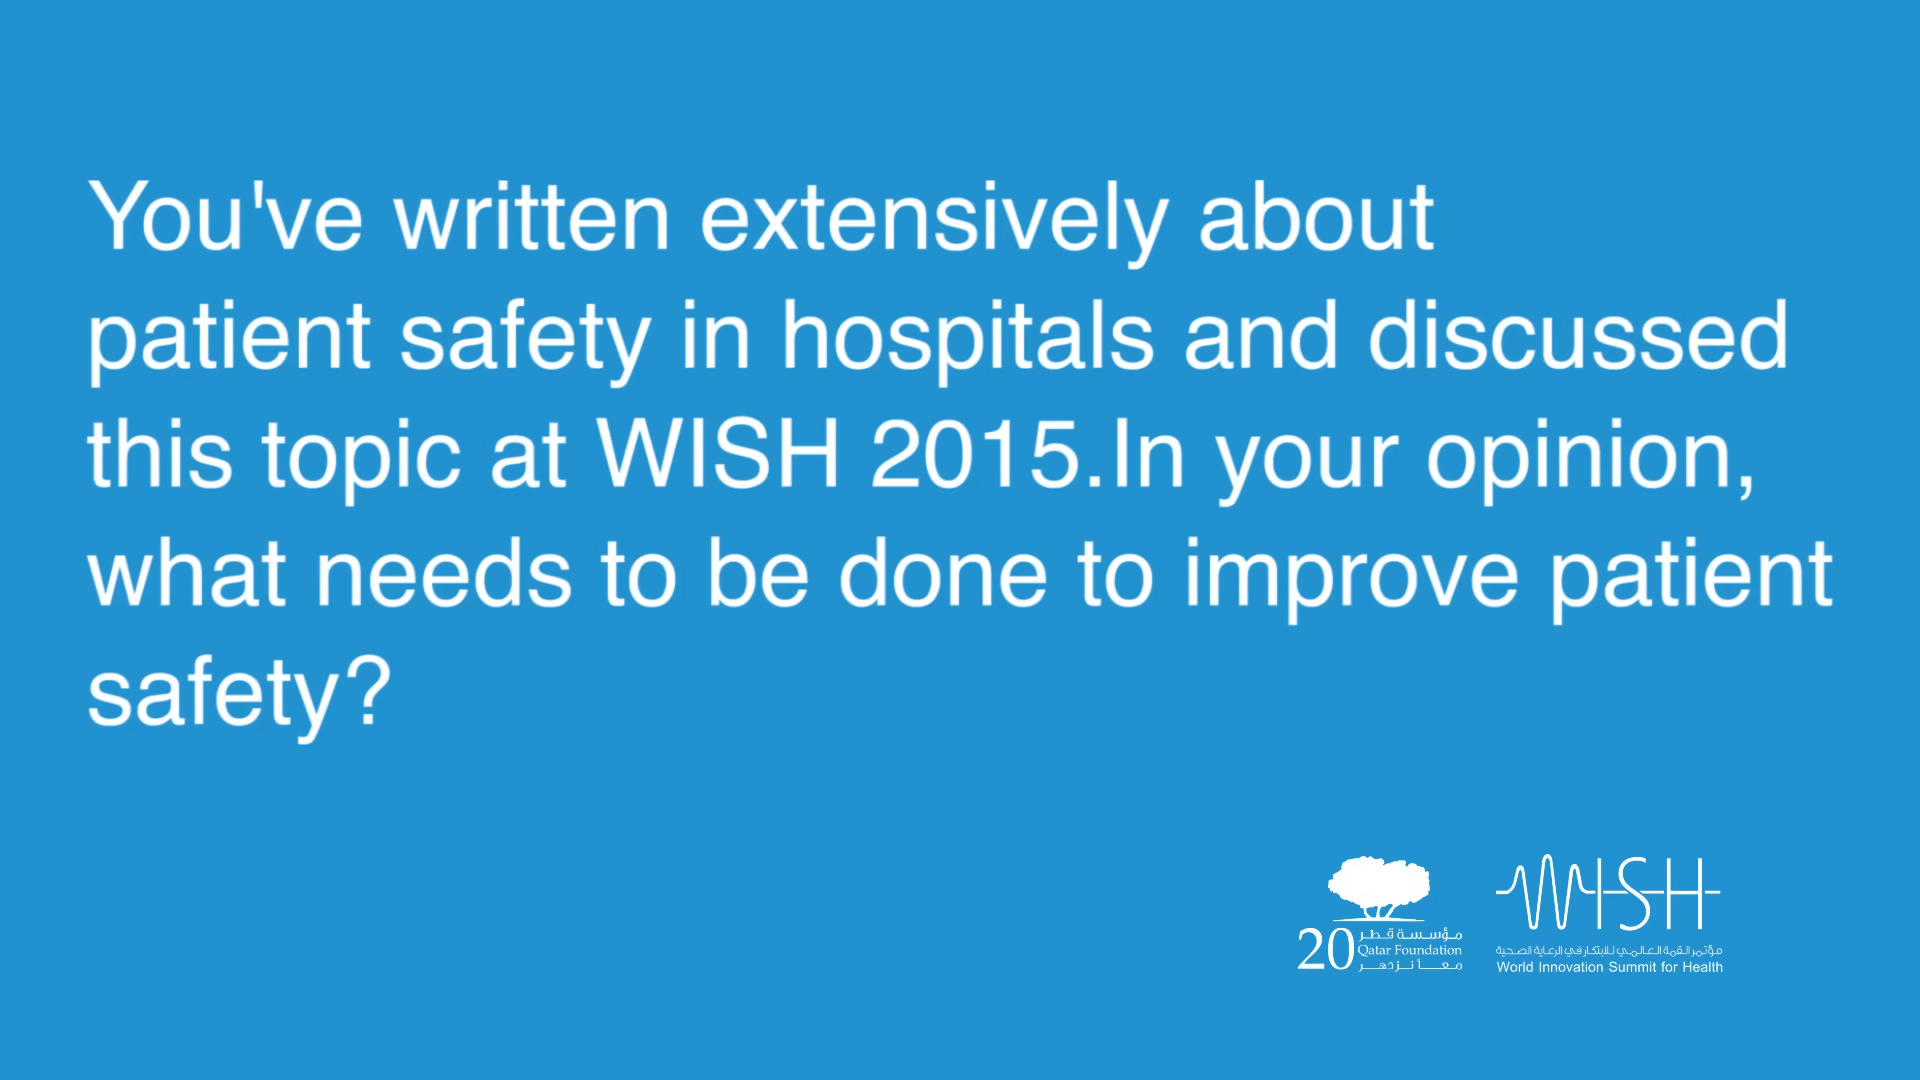 You've written extensively about
patient safety in hospitals and discussed
this topic at WISH 2015.In your opinion,
what needs to be done to improve patient
safety?
20
مؤسسة قطر
Qatar Foundation
معاً نزدهر
WISH
مؤتمر القمة العالمي للابتكار في الرعاية الصحية
World Innovation Summit for Health